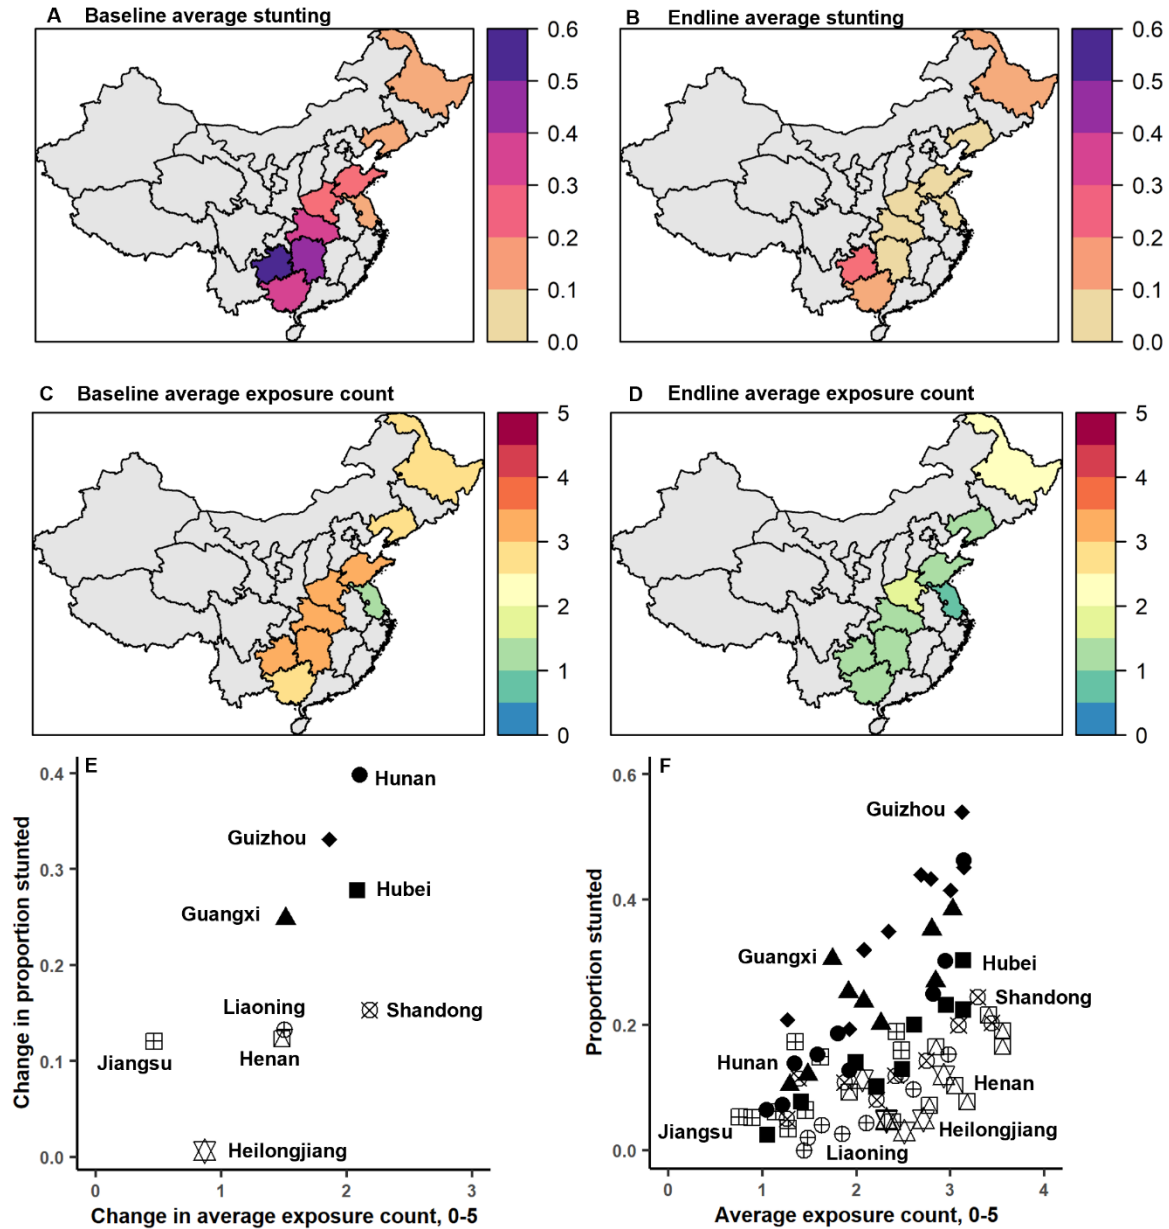 A Baseline average stunting
0.6
0.5
0.4
0.3
0.2
0.1
0.0
B Endline average stunting
0.6
0.5
0.4
0.3
0.2
0.1
0.0
C Baseline average exposure count
5
4
3
2
1
0
D Endline average exposure count
5
4
3
2
1
0
E
Change in proportion stunted
0.4
0.3
0.2
0.1
0.0
Hunan
Guizhou
Hubei
Guangxi
Liaoning
Shandong
Jiangsu
Henan
Heilongjiang
0 1 2 3
Change in average exposure count, 0-5
F
Proportion stunted
0.6
0.4
0.2
0.0
Guizhou
Guangxi
Hubei
Shandong
Hunan
Henan
Jiangsu
Heilongjiang
Liaoning
0 1 2 3 4
Average exposure count, 0-5